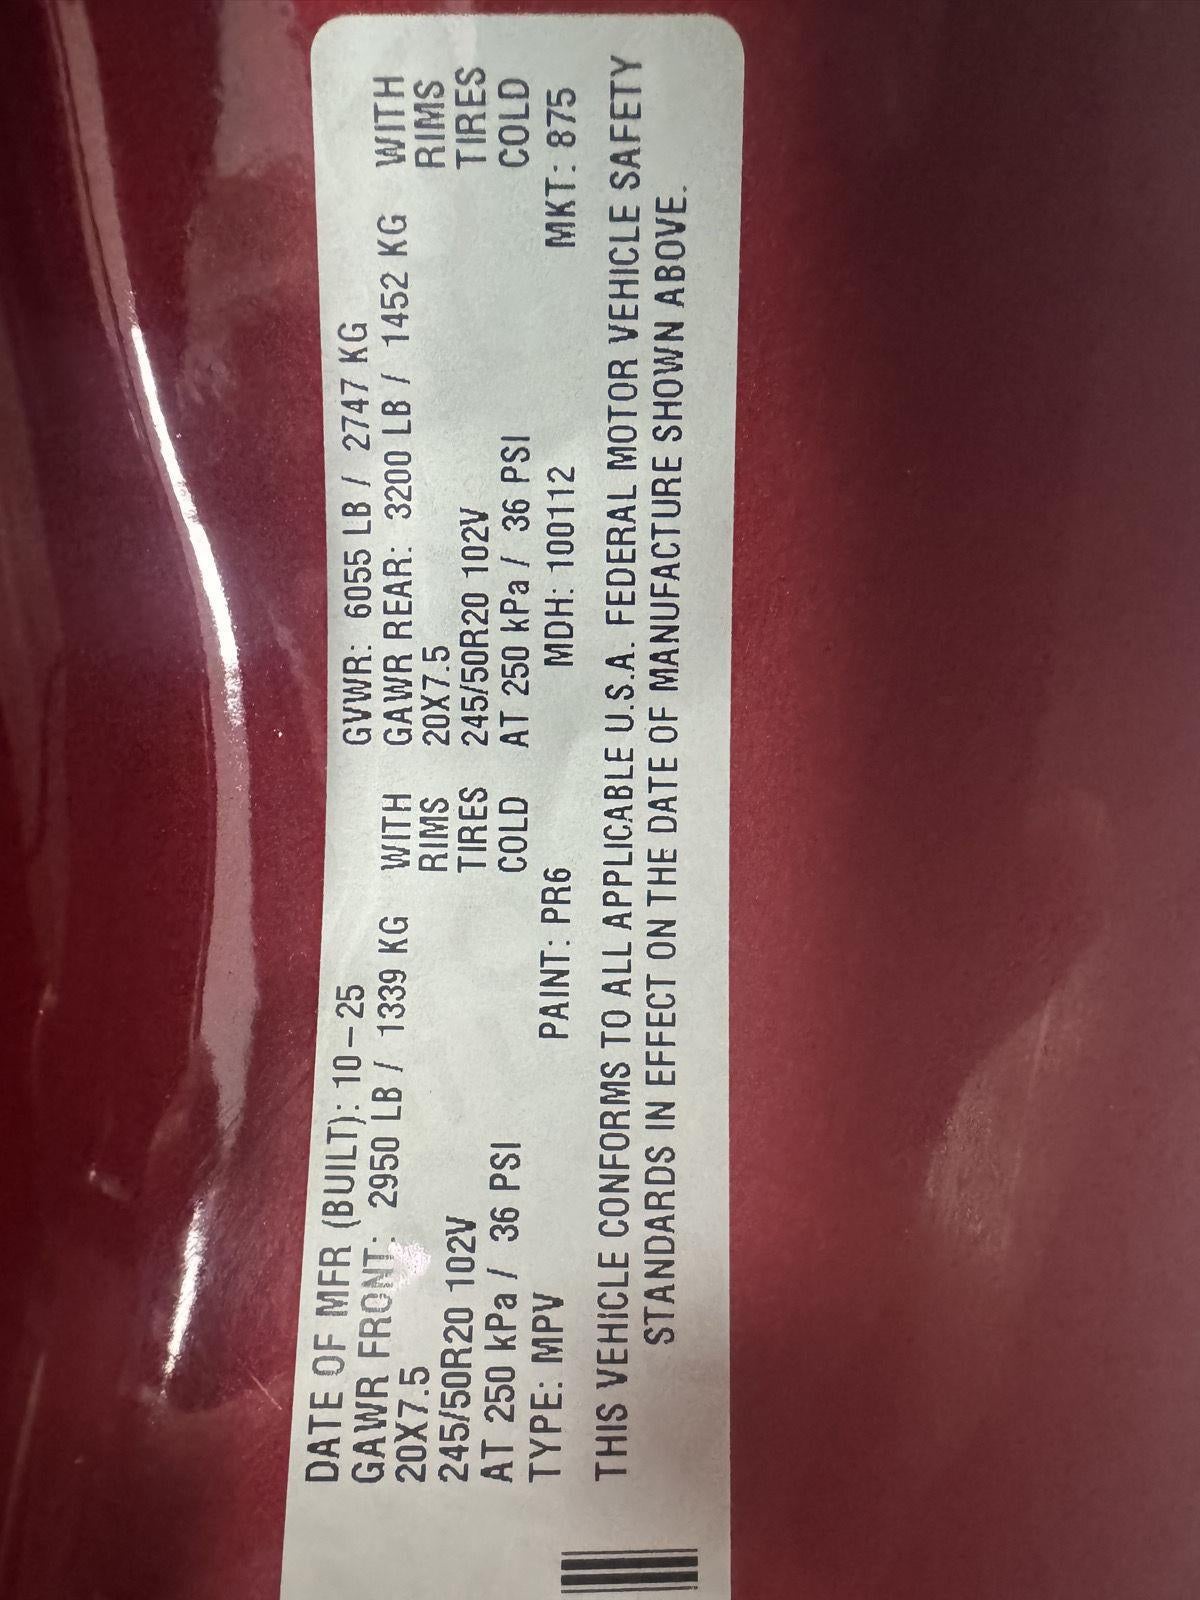 DATE OF MFR (BUILT): 10-25 GVWR: 6055 LB / 2747 KG
GAWR FRONT: 2950 LB / 1339 KG WITH GAWR REAR: 3200 LB / 1452 KG WITH
20X7.5 RIMS 20X7.5 RIMS
245/50R20 102V TIRES 245/50R20 102V TIRES
AT 250 kPa / 36 PSI COLD AT 250 kPa / 36 PSI COLD
TYPE: MPV PAINT: PR6 MDH: 100112 MKT: 875
THIS VEHICLE CONFORMS TO ALL APPLICABLE U.S.A. FEDERAL MOTOR VEHICLE SAFETY
STANDARDS IN EFFECT ON THE DATE OF MANUFACTURE SHOWN ABOVE.